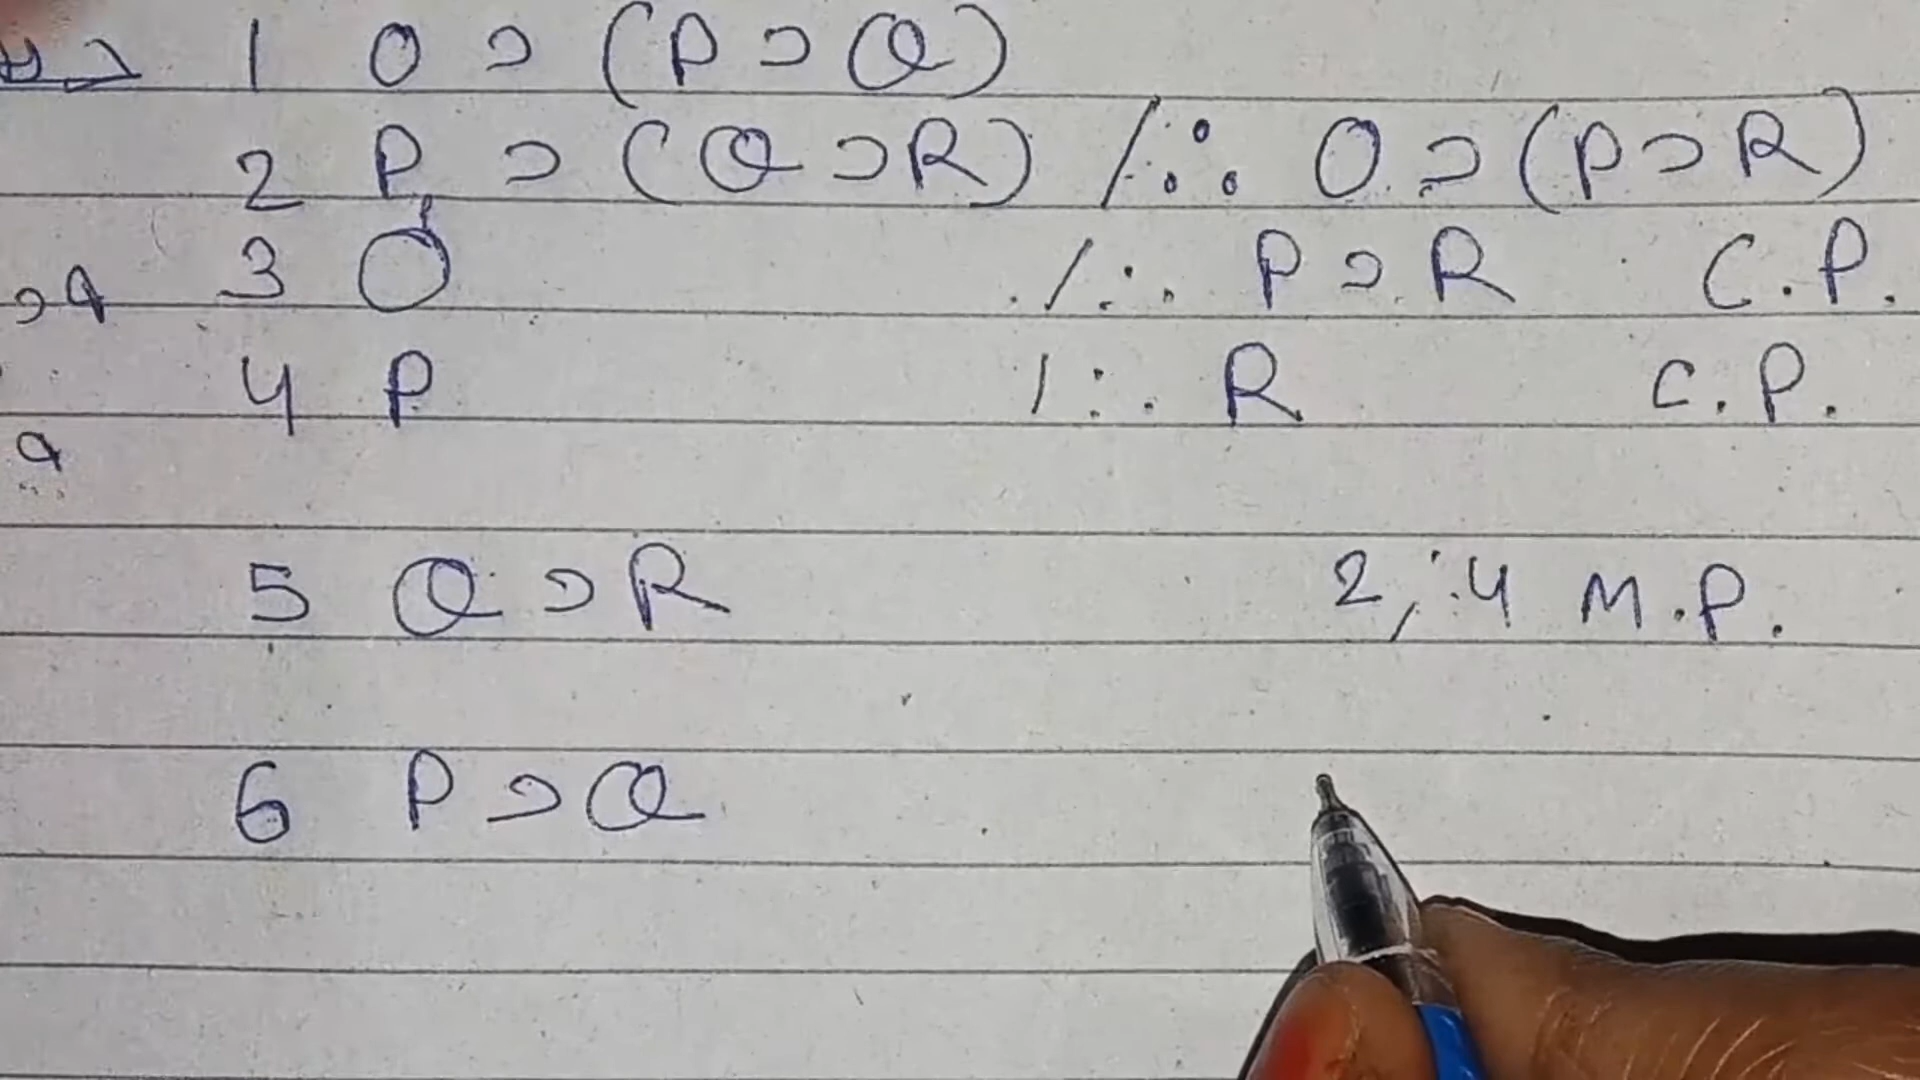 1 O ⊃ (P ⊃ Q)
2 P ⊃ (Q ⊃ R) /∴ O ⊃ (P ⊃ R)
3 O /∴ P ⊃ R C.P.
4 P /∴ R C.P.
5 Q ⊃ R 2, 4 M.P.
6 P ⊃ Q